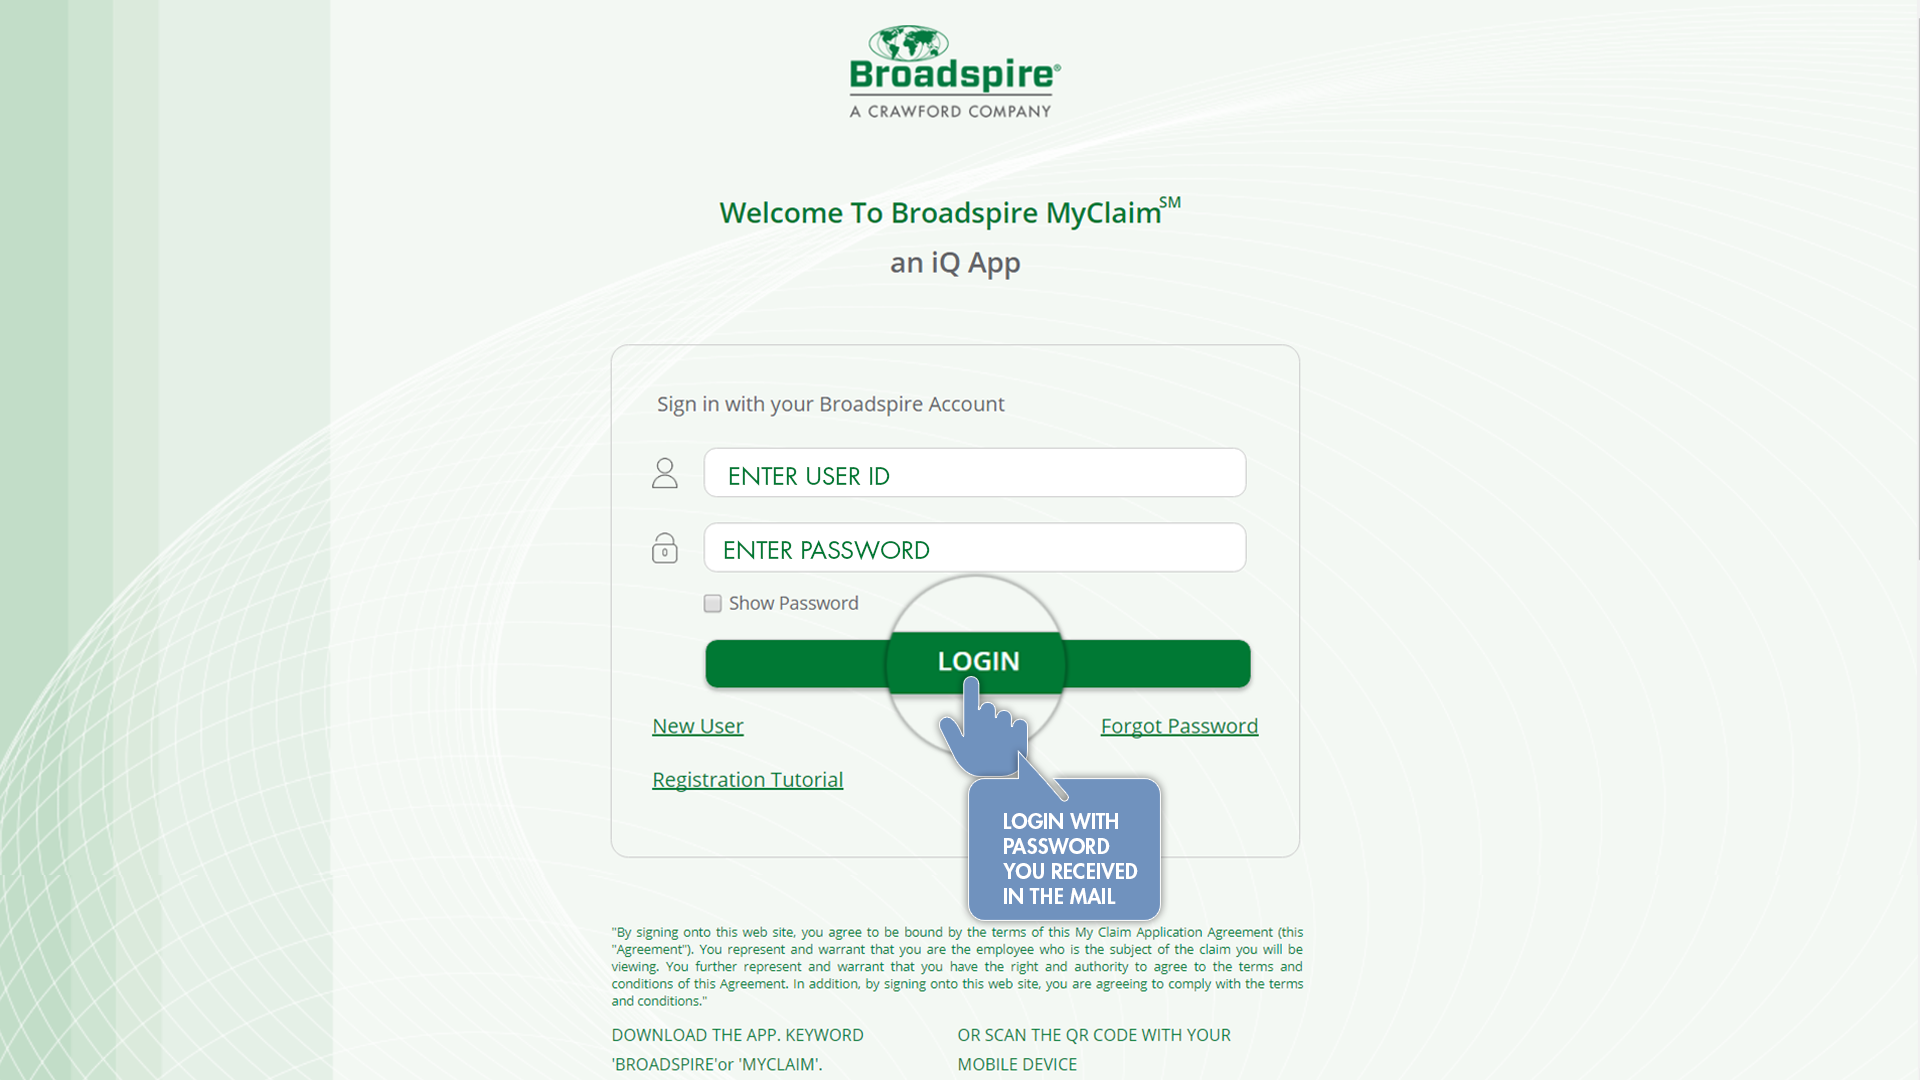 Broadspire®
A CRAWFORD COMPANY
Welcome To Broadspire MyClaim℠
an iQ App
Sign in with your Broadspire Account
ENTER USER ID
ENTER PASSWORD
Show Password
LOGIN
New User
Forgot Password
Registration Tutorial
LOGIN WITH
PASSWORD
YOU RECEIVED
IN THE MAIL
"By signing onto this web site, you agree to be bound by the terms of this My Claim Application Agreement (this
"Agreement"). You represent and warrant that you are the employee who is the subject of the claim you will be
viewing. You further represent and warrant that you have the right and authority to agree to the terms and
conditions of this Agreement. In addition, by signing onto this web site, you are agreeing to comply with the terms
and conditions."
DOWNLOAD THE APP. KEYWORD
'BROADSPIRE'or 'MYCLAIM'.
OR SCAN THE QR CODE WITH YOUR
MOBILE DEVICE